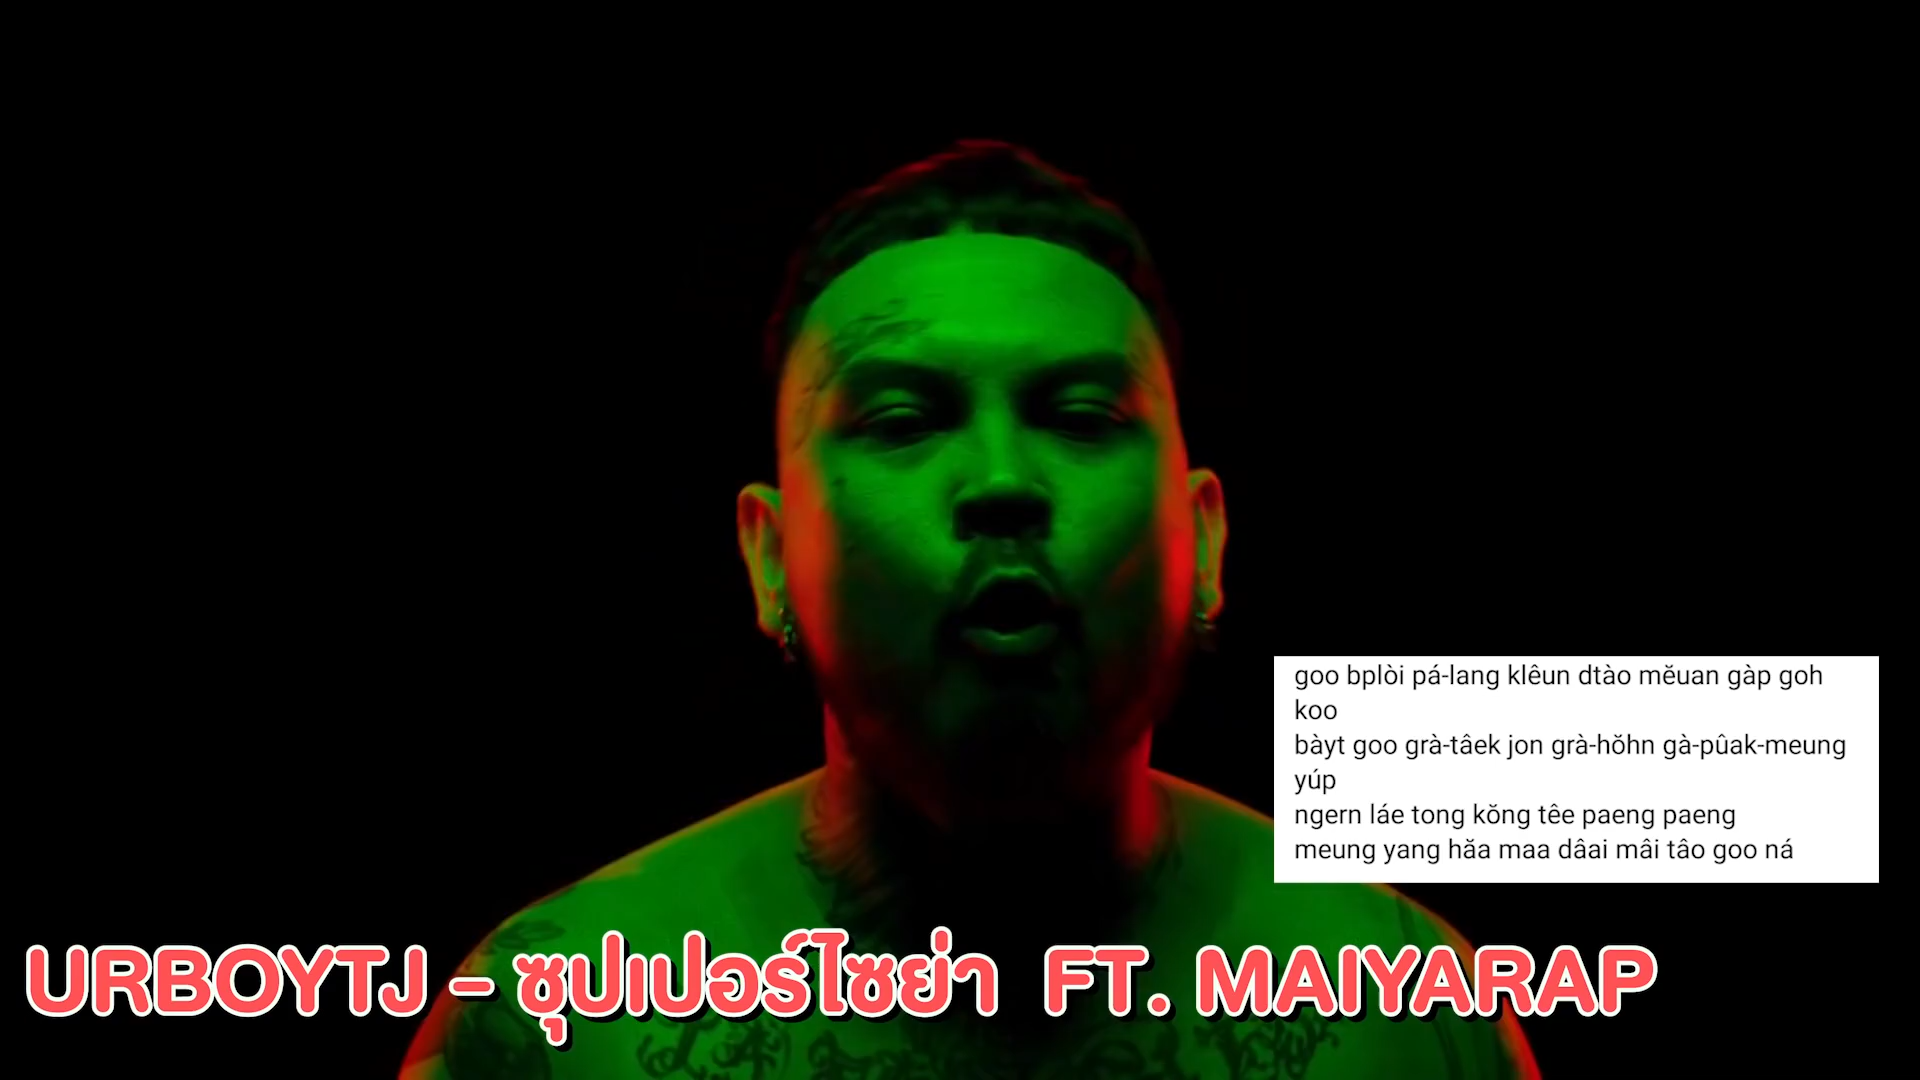 goo bplòi pá-lang klêun dtào mĕuan gàp goh
koo
bàyt goo grà-tâek jon grà-hŏhn gà-pûak-meung
yúp
ngern láe tong kŏng têe paeng paeng
meung yang hăa maa dâai mâi tâo goo ná
URBOYTJ – ซุปเปอร์ไซย่า FT. MAIYARAP